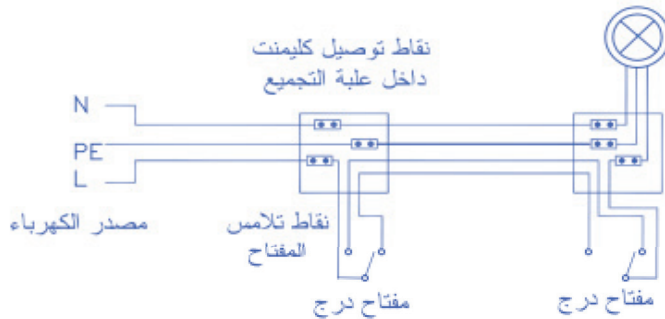 نقاط توصيل كليمنت
داخل علبة التجميع
N
PE
L
مصدر الكهرباء
نقاط تلامس
المفتاح
مفتاح درج
مفتاح درج